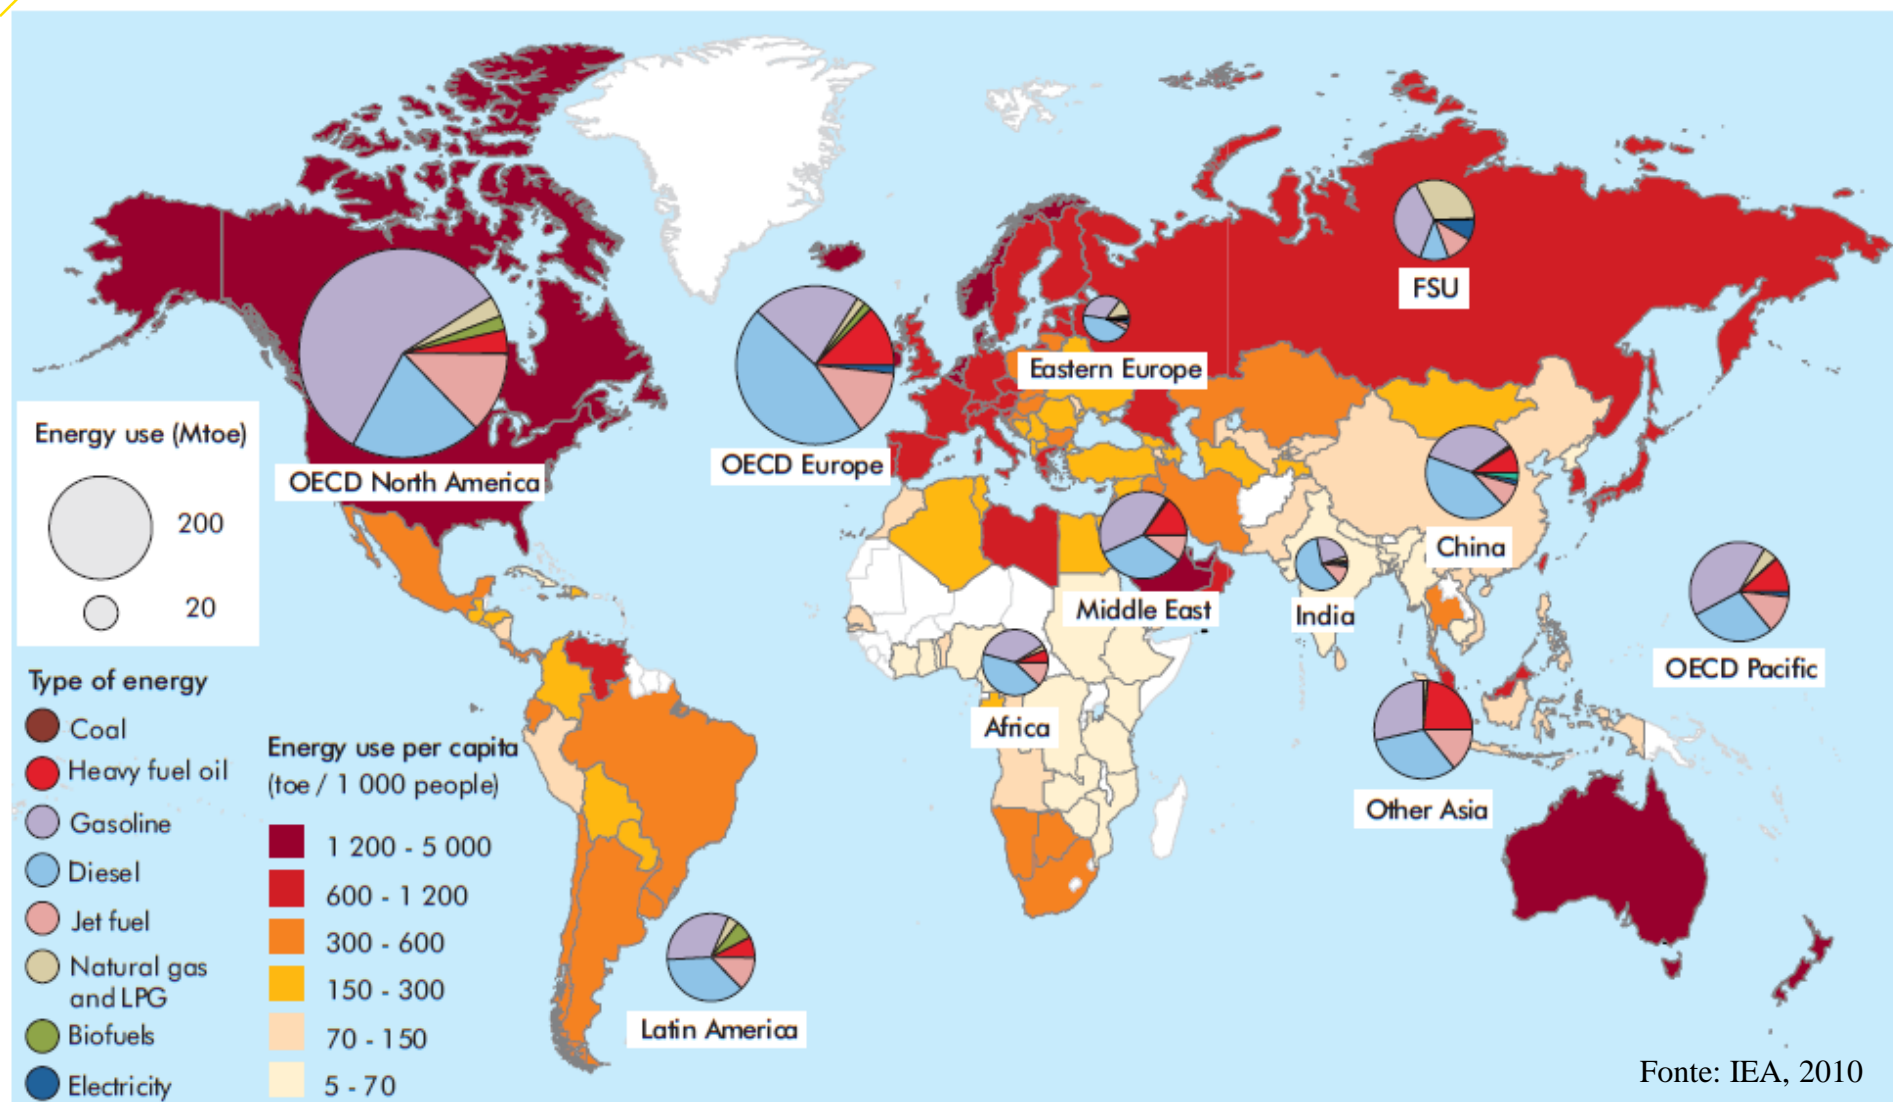 FSU
Eastern Europe
OECD North America
OECD Europe
China
Middle East
India
OECD Pacific
Africa
Other Asia
Latin America
Energy use (Mtoe)
200
20
Type of energy
Coal
Heavy fuel oil
Gasoline
Diesel
Jet fuel
Natural gas
and LPG
Biofuels
Electricity
Energy use per capita
(toe / 1 000 people)
1 200 - 5 000
600 - 1 200
300 - 600
150 - 300
70 - 150
5 - 70
Fonte: IEA, 2010